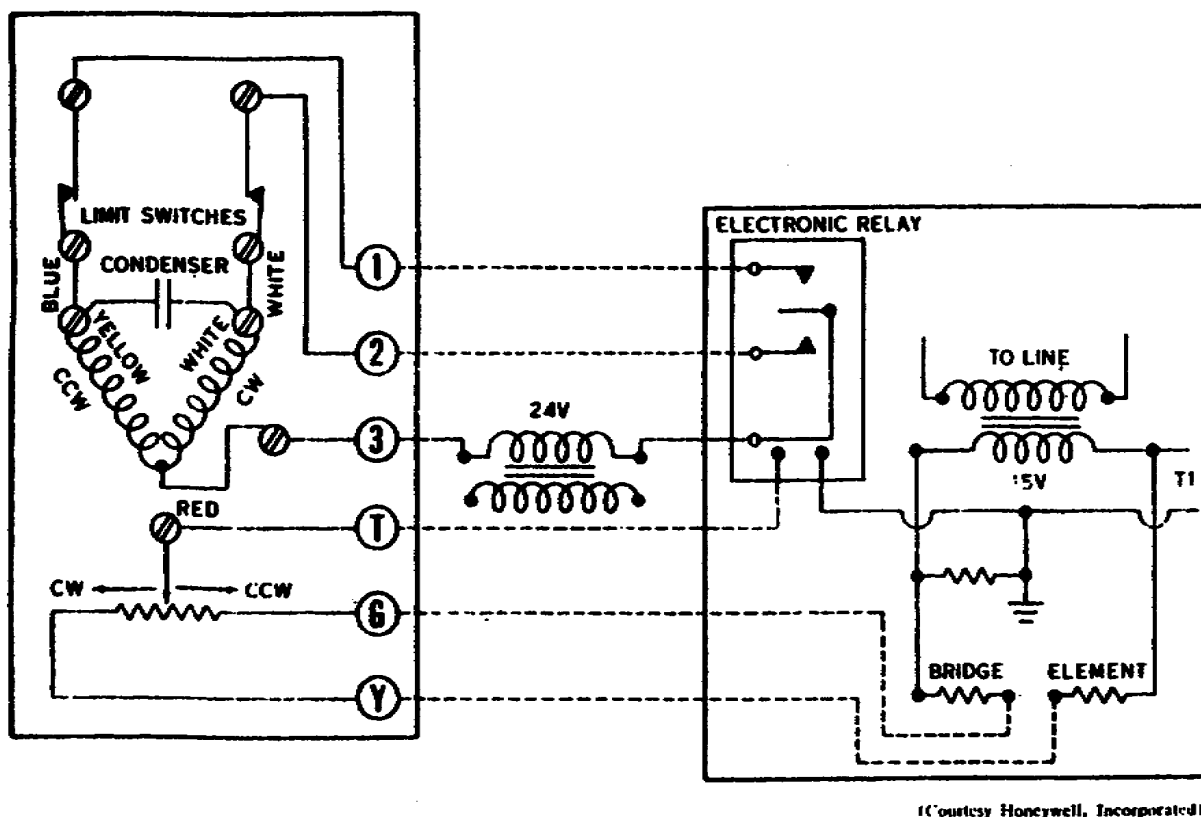 ELECTRONIC RELAY
LIMIT SWITCHES
CONDENSER
BLUE
WHITE
YELLOW
WHITE
CCW
CW
1
2
3
24V
TO LINE
T1
RED
T
CW
CCW
6
BRIDGE
ELEMENT
Y
(Courtesy Honeywell, Incorporated)